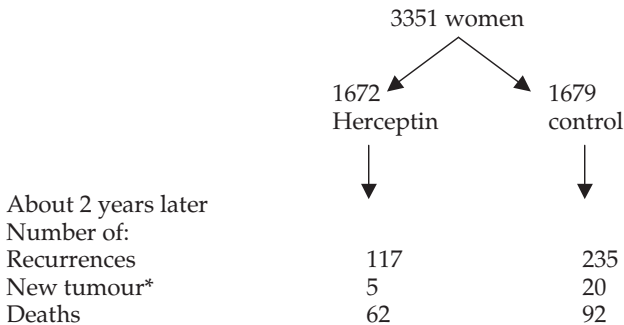 3351 women
1672 1679
Herceptin control
About 2 years later
Number of:
Recurrences 117 235
New tumour* 5 20
Deaths 62 92